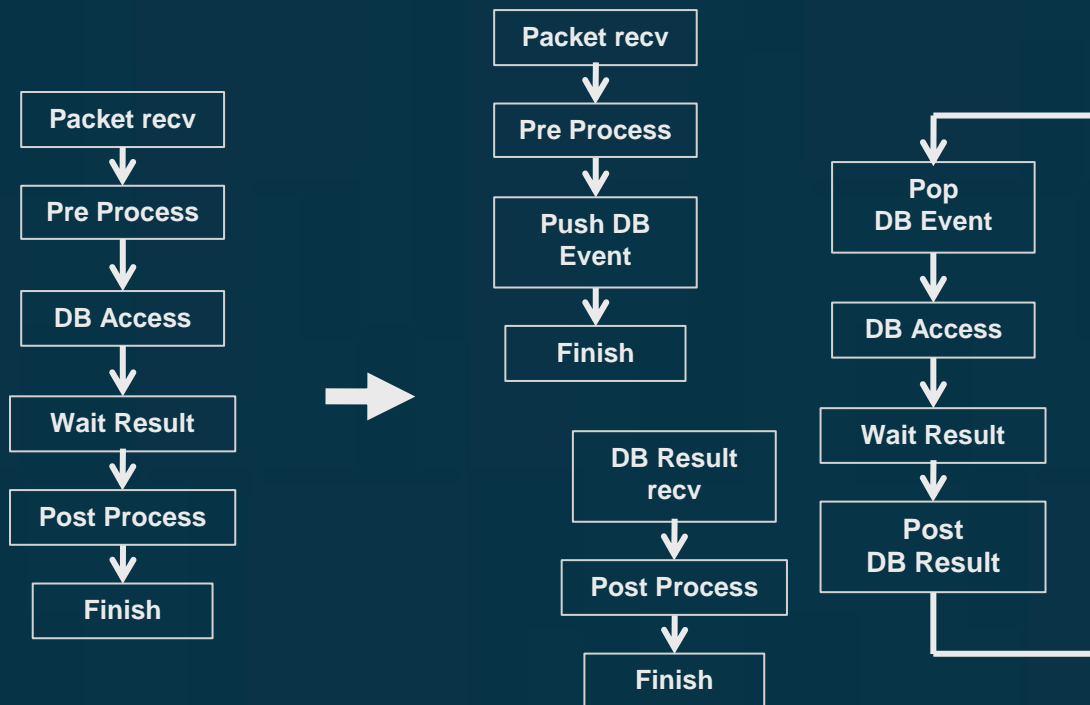 Packet recv
Pre Process
DB Access
Wait Result
Post Process
Finish
Packet recv
Pre Process
Push DB
Event
Finish
DB Result
recv
Post Process
Finish
Pop
DB Event
DB Access
Wait Result
Post
DB Result